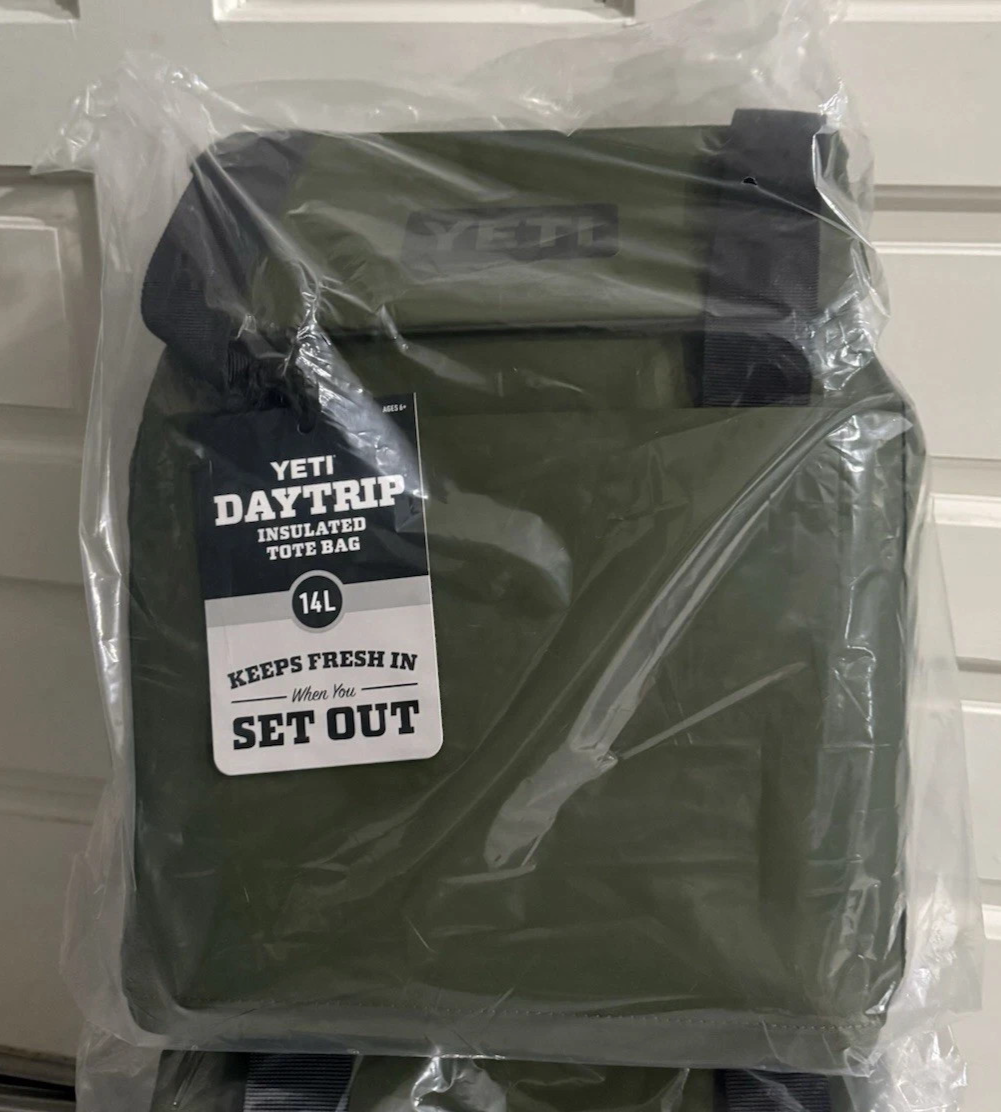 YETI
AGES 6+
YETI
DAYTRIP
INSULATED
TOTE BAG
14L
KEEPS FRESH IN
When You
SET OUT